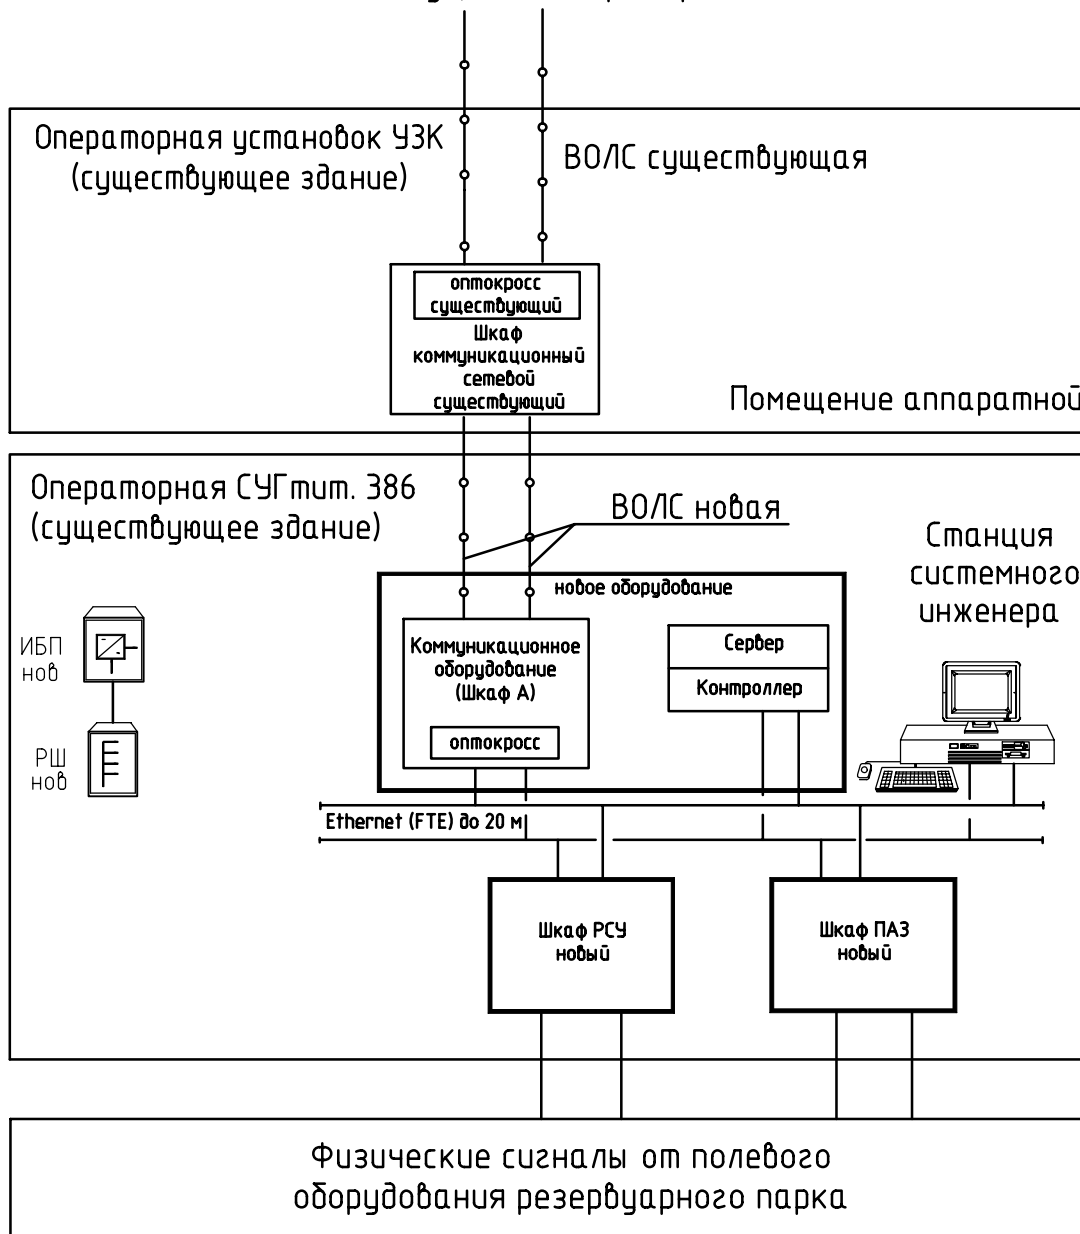 Операторная установок УЗК
(существующее здание)
ВОЛС существующая
оптокросс
существующий
Шкаф
коммуникационный
сетевой
существующий
Помещение аппаратной
Операторная СУГ тит. 386
(существующее здание)
ВОЛС новая
Станция
системного
инженера
новое оборудование
ИБП
нов
Коммуникационное
оборудование
(Шкаф А)
Сервер
Контроллер
оптокросс
РШ
нов
Ethernet (FTE) до 20 м
Шкаф РСУ
новый
Шкаф ПАЗ
новый
Физические сигналы от полевого
оборудования резервуарного парка